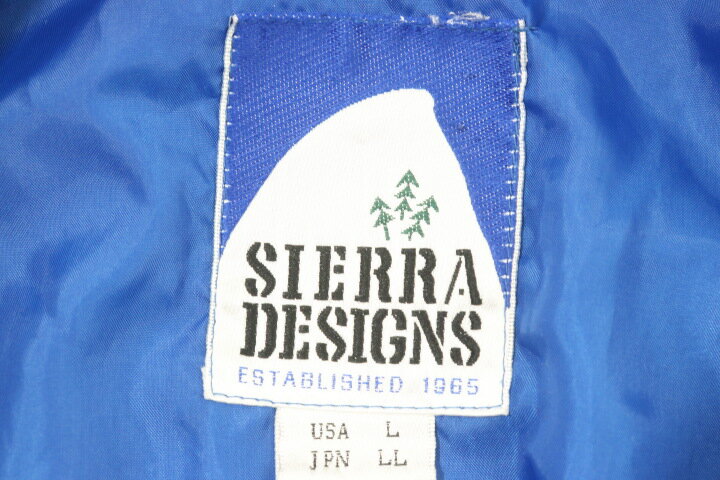 SIERRA
DESIGNS
ESTABLISHED 1965
USA L
JPN LL